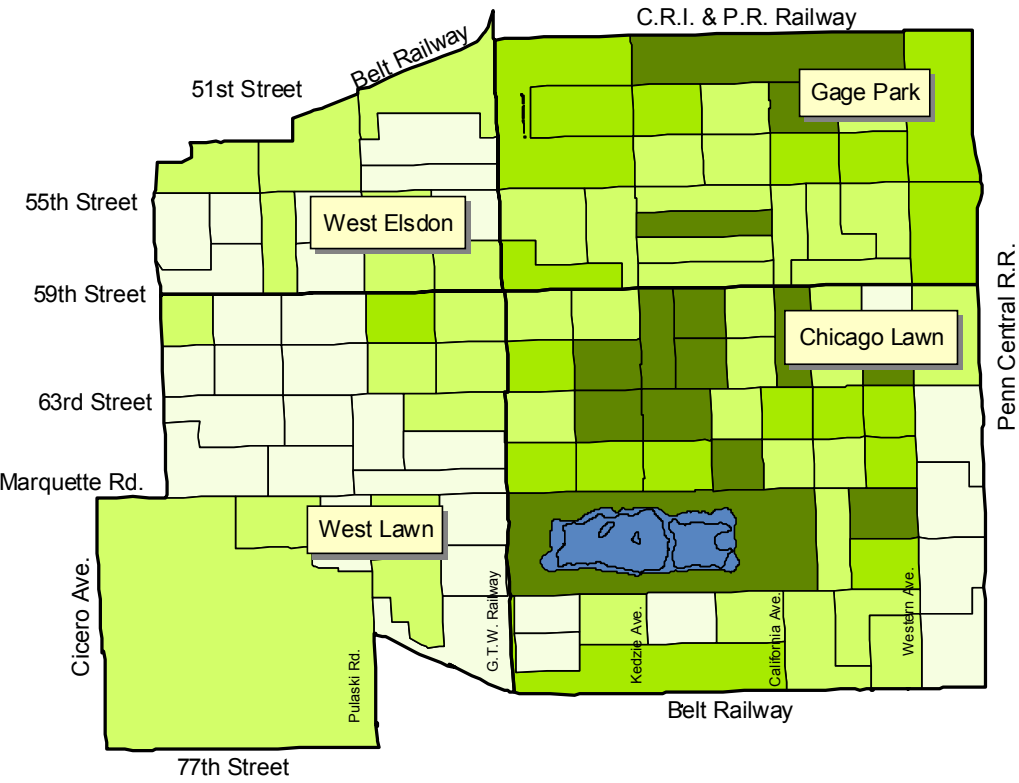 C.R.I. & P.R. Railway
Belt Railway
51st Street
Gage Park
55th Street
West Elsdon
59th Street
Penn Central R.R.
Chicago Lawn
63rd Street
Marquette Rd.
West Lawn
Cicero Ave.
G.T.W. Railway
Kedzie Ave.
California Ave.
Western Ave.
Pulaski Rd.
Belt Railway
77th Street